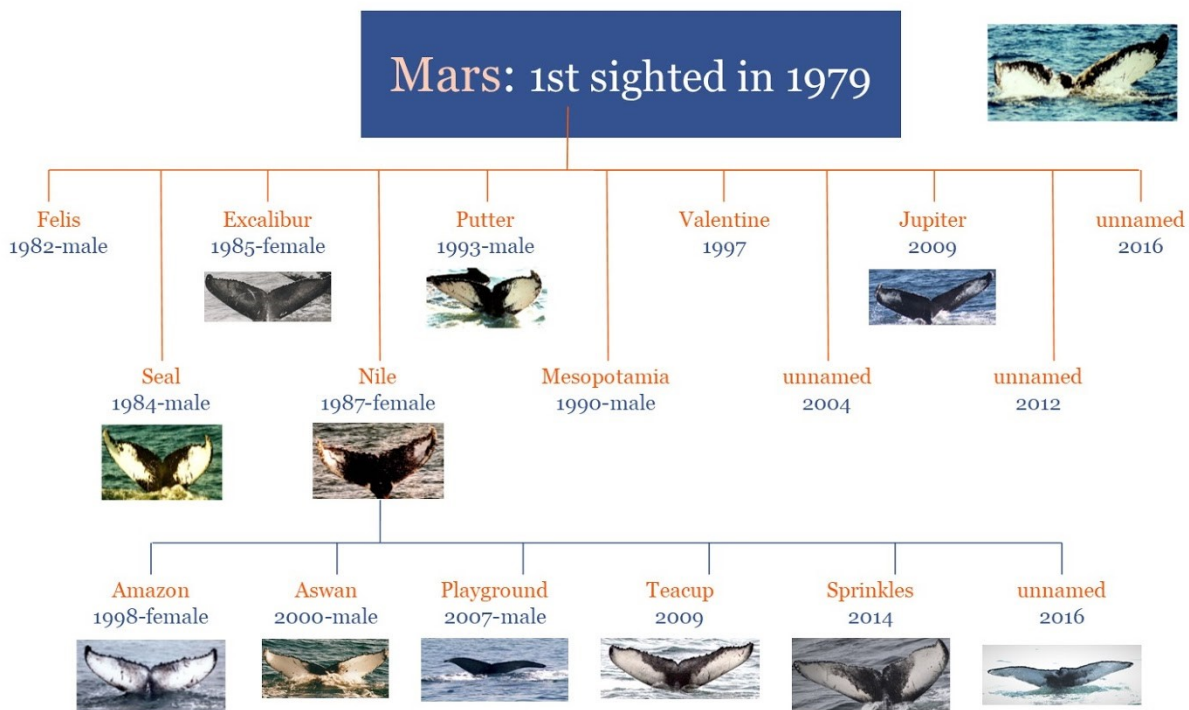 Mars: 1st sighted in 1979
Felis
1982-male
Excalibur
1985-female
Putter
1993-male
Valentine
1997
Jupiter
2009
unnamed
2016
Seal
1984-male
Nile
1987-female
Mesopotamia
1990-male
unnamed
2004
unnamed
2012
Amazon
1998-female
Aswan
2000-male
Playground
2007-male
Teacup
2009
Sprinkles
2014
unnamed
2016